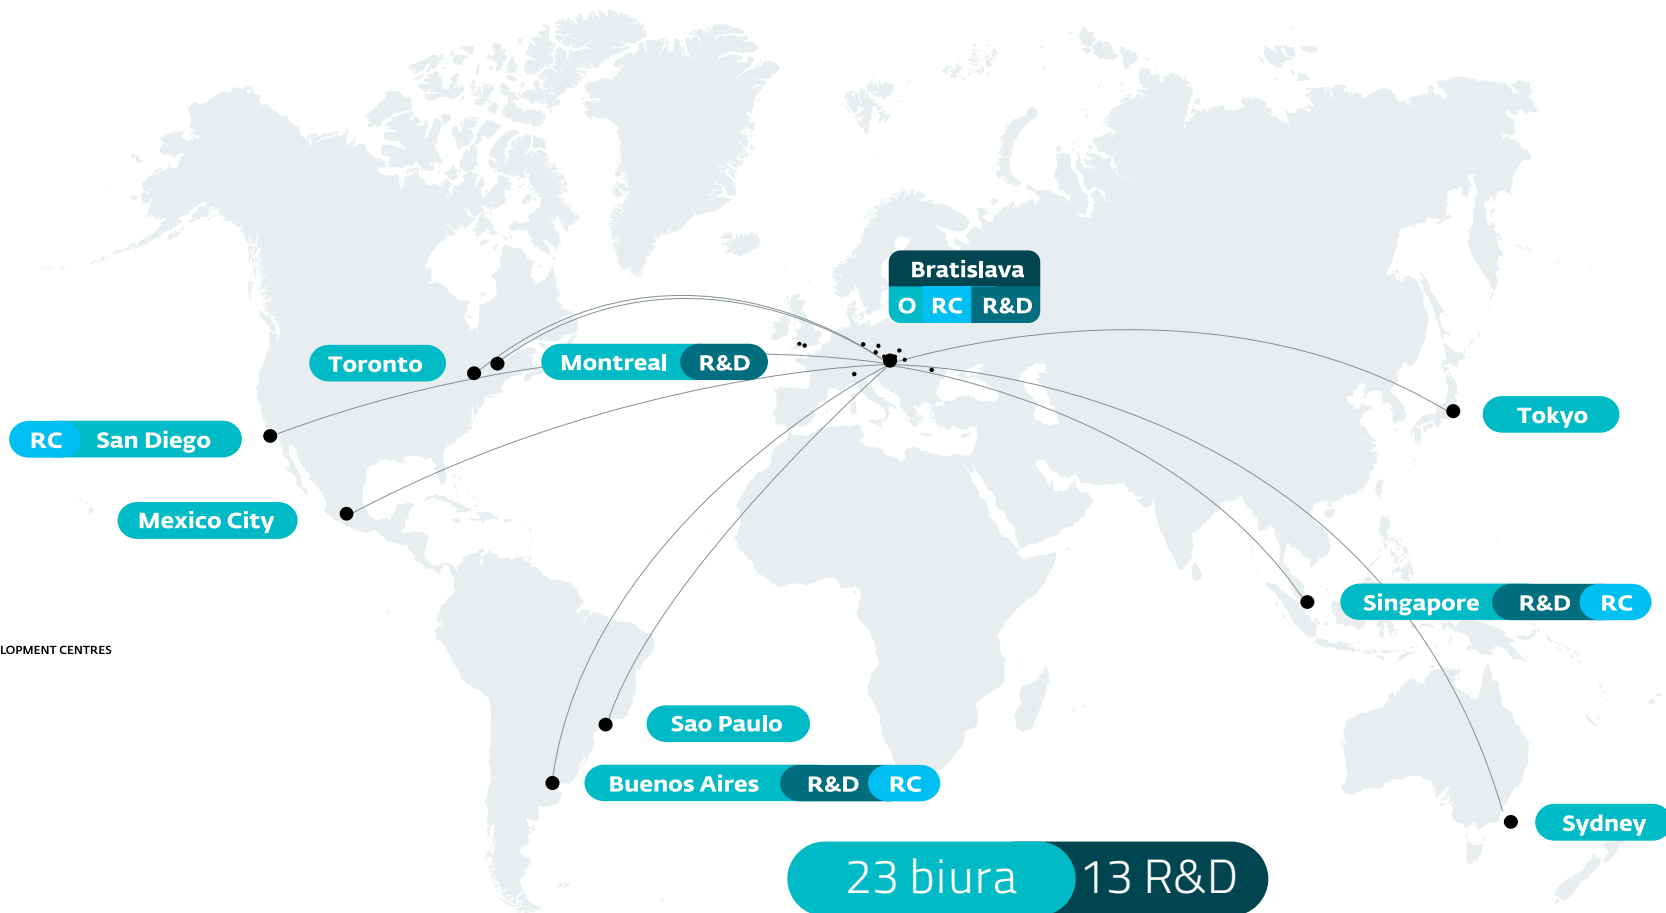 Bratislava
O RC R&D
Toronto
Montreal R&D
RC San Diego
Tokyo
Mexico City
Singapore R&D RC
LOPMENT CENTRES
Sao Paulo
Buenos Aires R&D RC
Sydney
23 biura 13 R&D